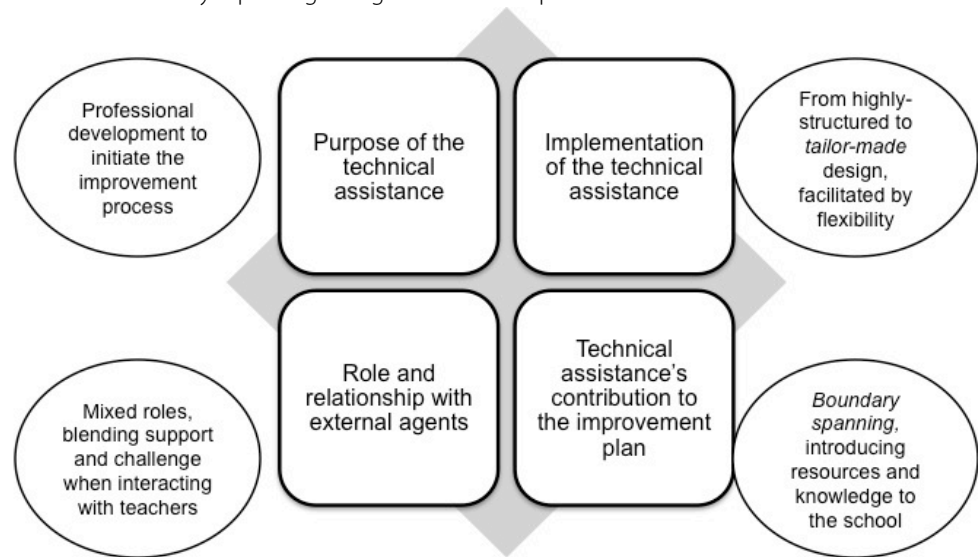 Professional
development to
initiate the
improvement
process
Purpose of the
technical
assistance
Implementation
of the technical
assistance
From highly-
structured to
tailor-made
design,
facilitated by
flexibility
Mixed roles,
blending support
and challenge
when interacting
with teachers
Role and
relationship with
external agents
Technical
assistance's
contribution to
the improvement
plan
Boundary
spanning,
introducing
resources and
knowledge to
the school